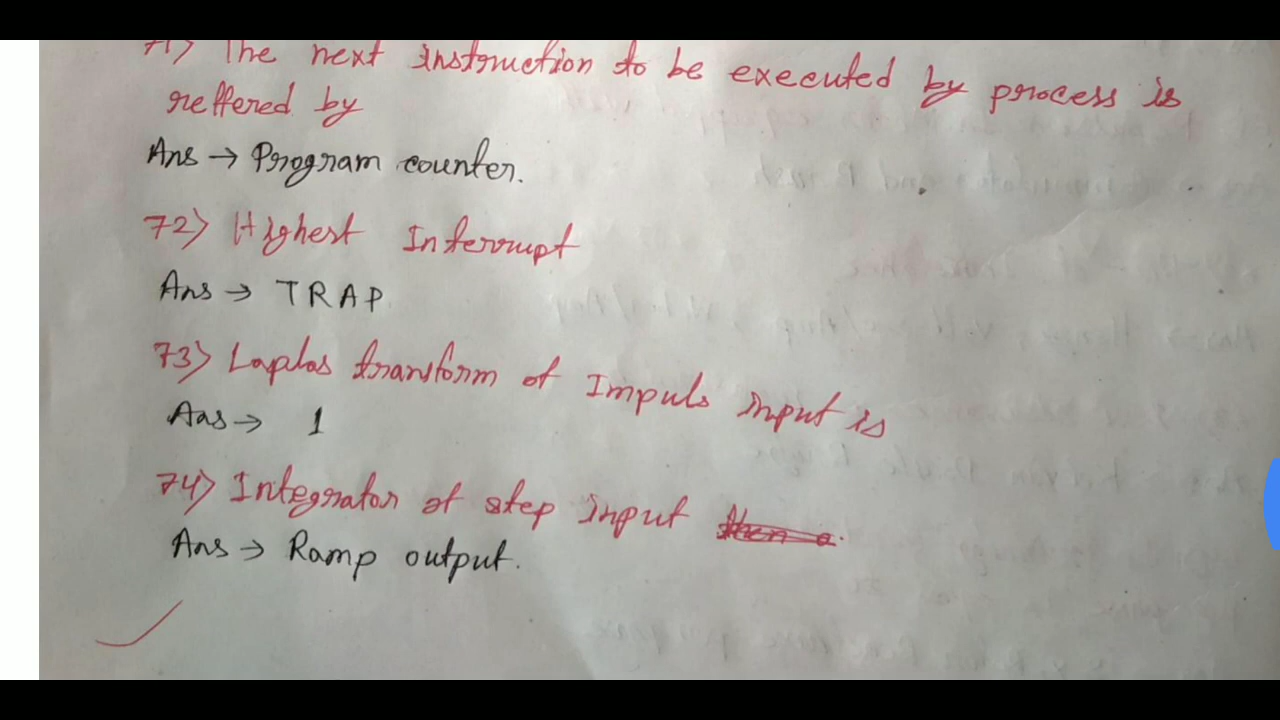 71) The next instruction to be executed by process is
reffered by
Ans → Program counter.
72) Highest Interrupt
Ans → TRAP
73) Laplas transform of Impuls input is
Ans → 1
74) Integrator of step input
Ans → Ramp output.